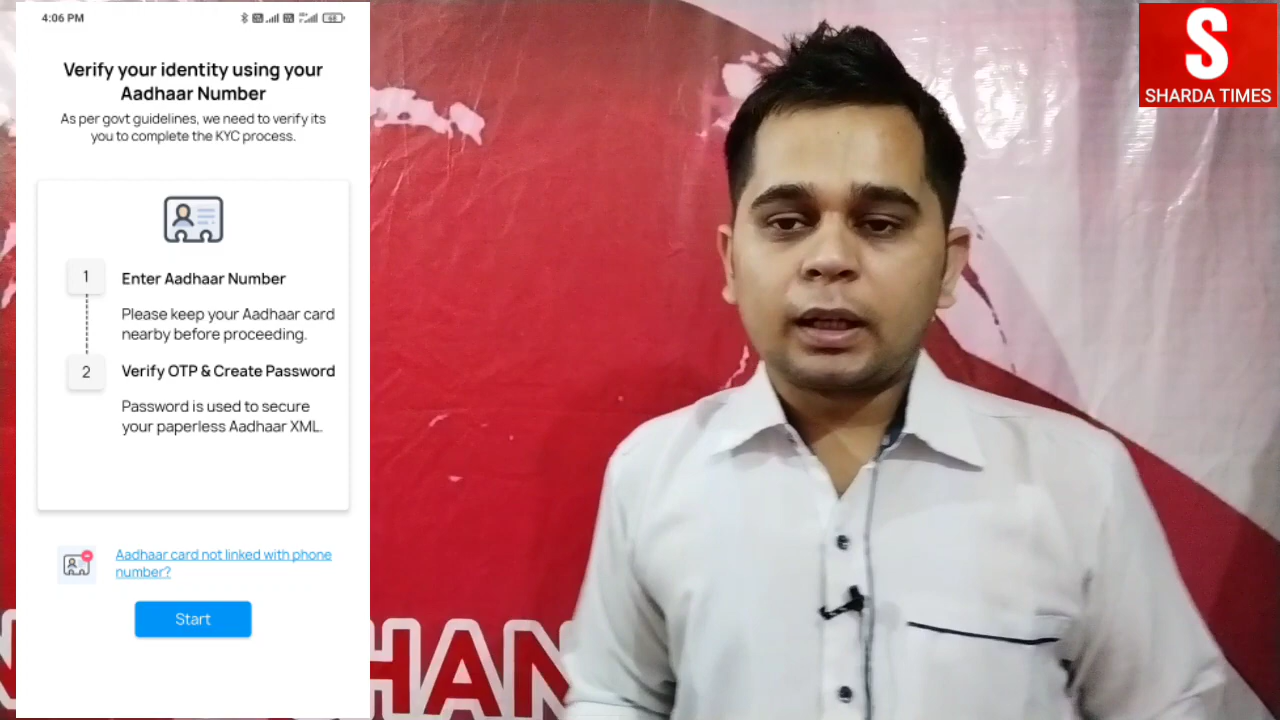 4:06 PM
Verify your identity using your
Aadhaar Number
As per govt guidelines, we need to verify its
you to complete the KYC process.
1
Enter Aadhaar Number
Please keep your Aadhaar card
nearby before proceeding.
2
Verify OTP & Create Password
Password is used to secure
your paperless Aadhaar XML.
Aadhaar card not linked with phone
number?
Start
S
SHARDA TIMES
HAN